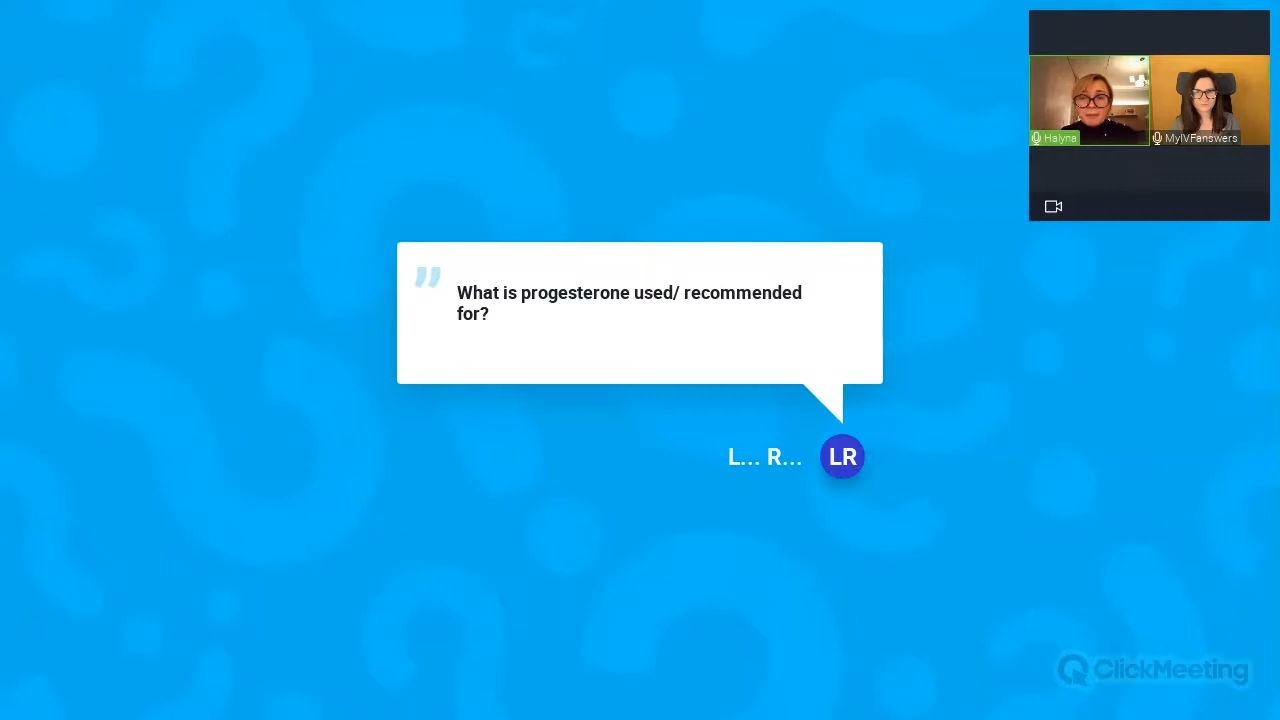 Halyna
MyiVFanswers
”
What is progesterone used/ recommended
for?
L... R...
LR
ClickMeeting